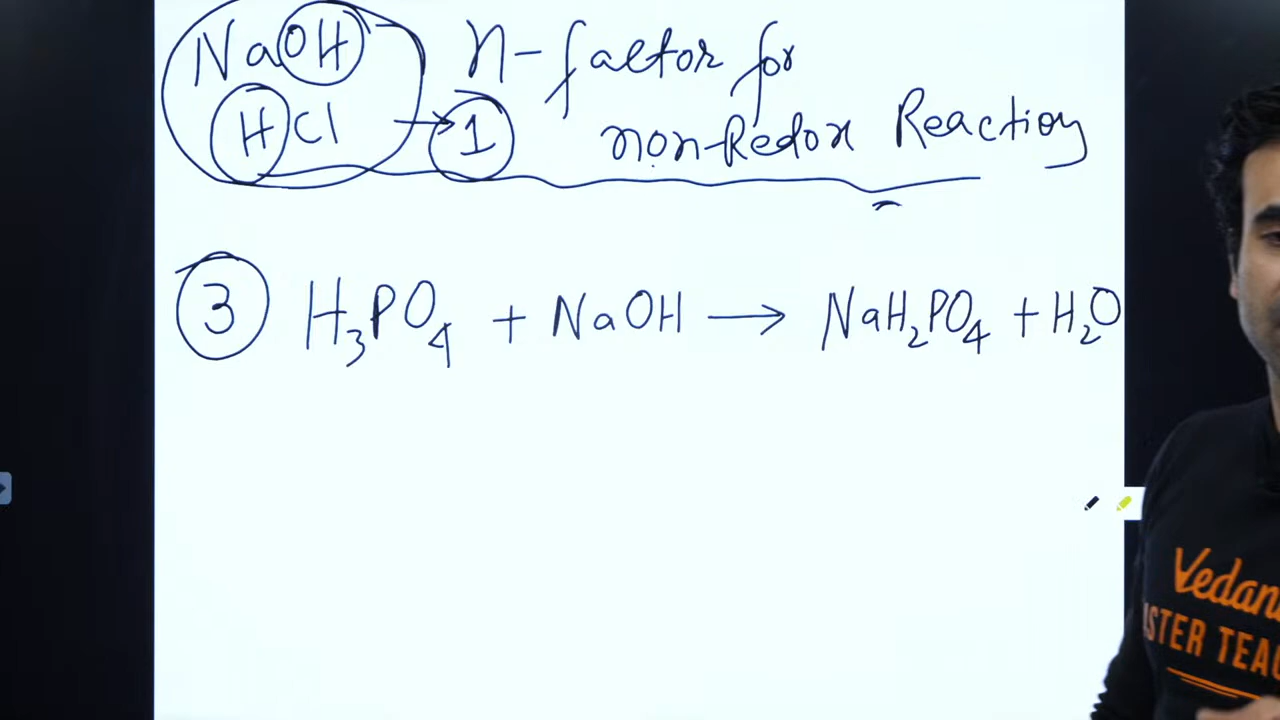 NaOH
HCl → 1
n-factor for
non-Redox Reaction
3 H₃PO₄ + NaOH → NaH₂PO₄ + H₂O
Vedan
STER TEA